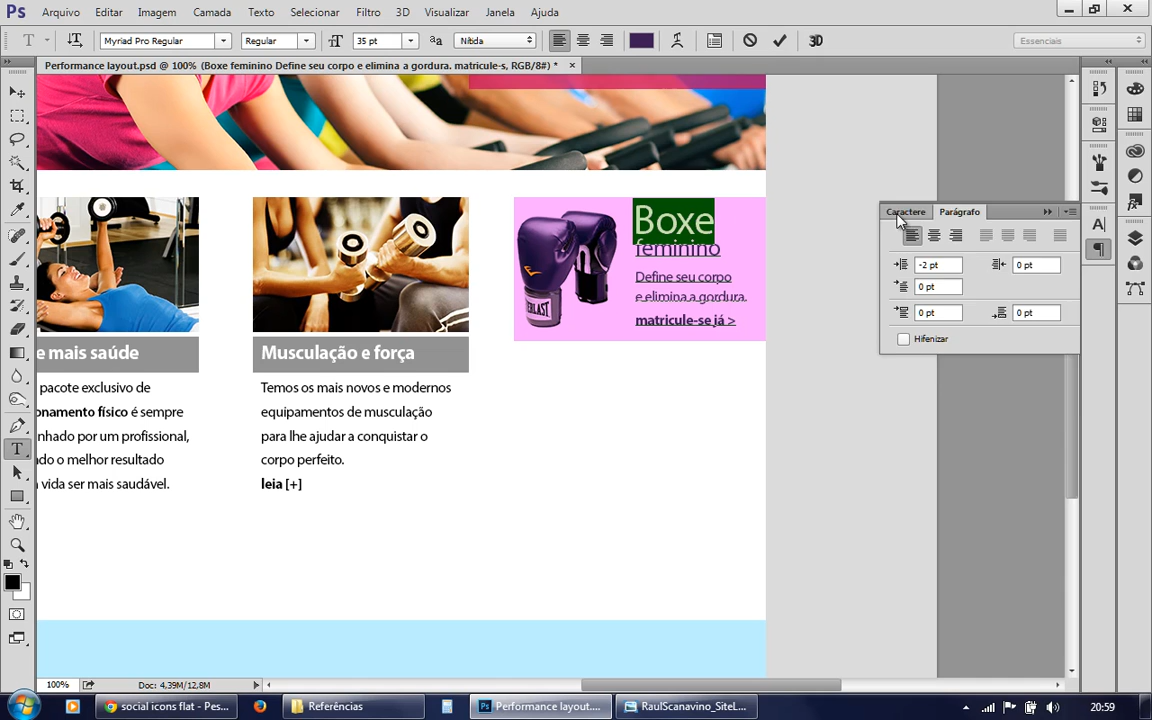 Ps Arquivo Editar Imagem Camada Texto Selecionar Filtro 3D Visualizar Janela Ajuda
T Myriad Pro Regular Regular 35 pt aa Nítida 3D Essenciais
Performance layout.psd @ 100% (Boxe feminino Define seu corpo e elimina a gordura. matricule-s, RGB/8#) * ×
Caractere Parágrafo
-2 pt 0 pt
0 pt
0 pt 0 pt
Hifenizar
Boxe
feminino
Define seu corpo
e elimina a gordura.
matricule-se já >
EVERLAST
e mais saúde
pacote exclusivo de
onamento físico é sempre
nhado por um profissional,
ndo o melhor resultado
a vida ser mais saudável.
Musculação e força
Temos os mais novos e modernos
equipamentos de musculação
para lhe ajudar a conquistar o
corpo perfeito.
leia [+]
100% Doc: 4,39M/12,8M
social icons flat - Pes... Referências Performance layout.... RaulScanavino_SiteL... 20:59